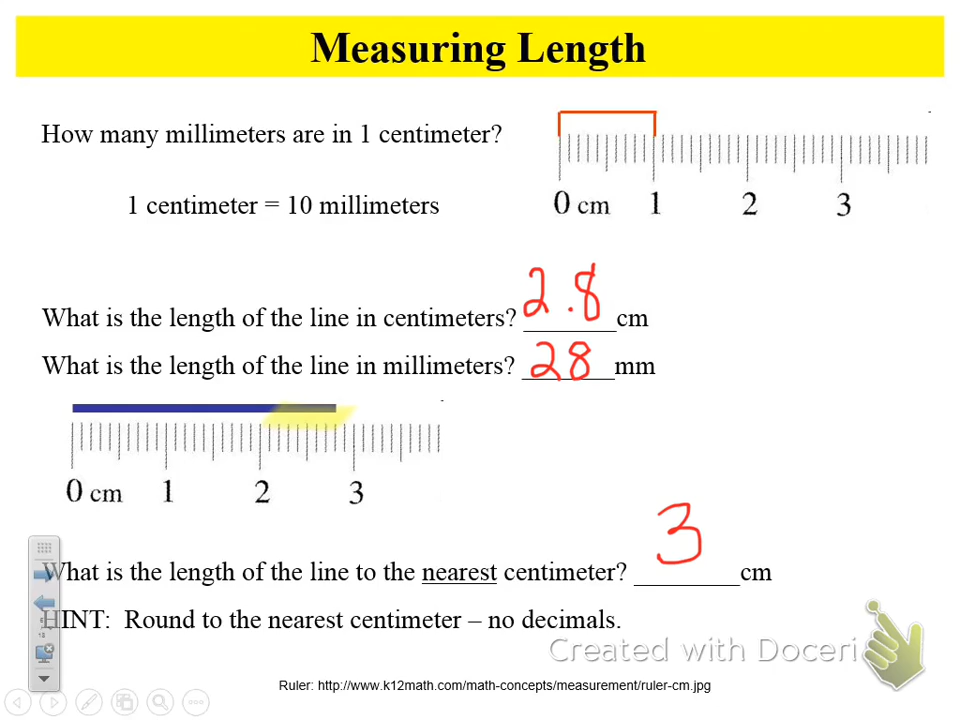 Measuring Length
How many millimeters are in 1 centimeter?
1 centimeter = 10 millimeters
0 cm 1 2 3
What is the length of the line in centimeters? 2.8 cm
What is the length of the line in millimeters? 28 mm
0 cm 1 2 3
What is the length of the line to the nearest centimeter? 3 cm
HINT: Round to the nearest centimeter – no decimals.
Created with Doceri
Ruler: http://www.k12math.com/math-concepts/measurement/ruler-cm.jpg